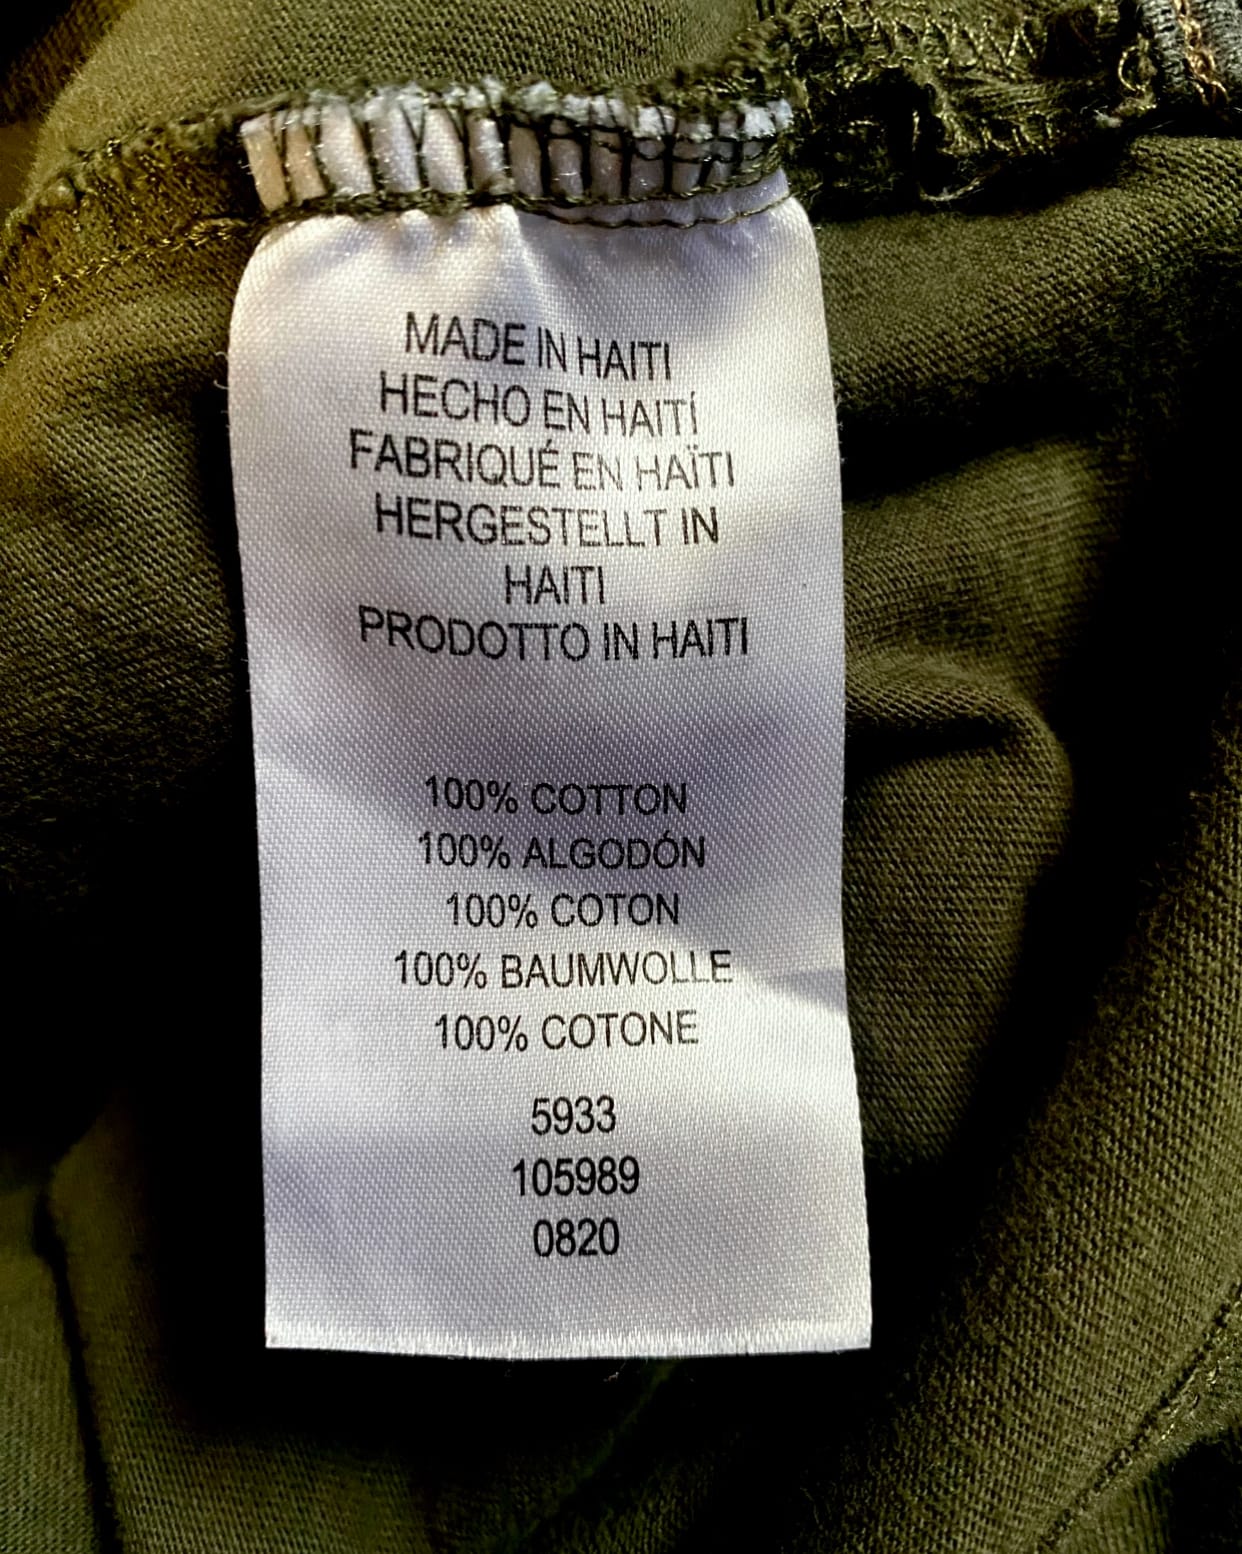 MADE IN HAITI
HECHO EN HAITÍ
FABRIQUÉ EN HAÏTI
HERGESTELLT IN
HAITI
PRODOTTO IN HAITI
100% COTTON
100% ALGODÓN
100% COTON
100% BAUMWOLLE
100% COTONE
5933
105989
0820